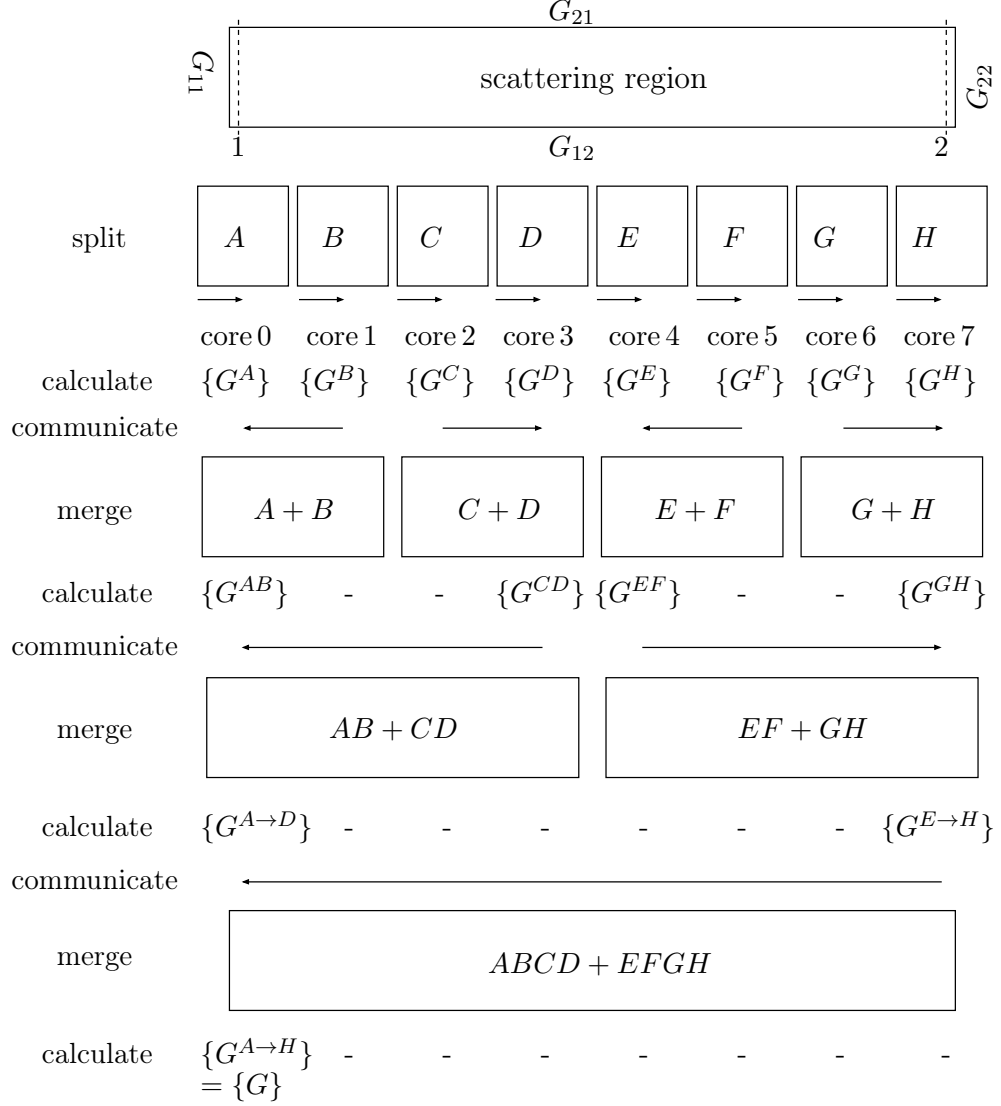 G₂₁
G₁₁ scattering region G₂₂
1 G₁₂ 2
split A B C D E F G H
core 0 core 1 core 2 core 3 core 4 core 5 core 6 core 7
calculate {G^A} {G^B} {G^C} {G^D} {G^E} {G^F} {G^G} {G^H}
communicate
merge A + B C + D E + F G + H
calculate {G^{AB}} - - {G^{CD}} {G^{EF}} - - {G^{GH}}
communicate
merge AB + CD EF + GH
calculate {G^{A→D}} - - - - - - {G^{E→H}}
communicate
merge ABCD + EFGH
calculate {G^{A→H}} - - - - - - -
= {G}